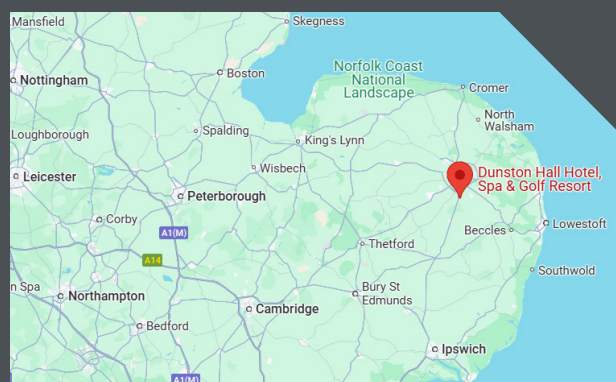 Mansfield
Skegness
Nottingham
Boston
Norfolk Coast
National
Landscape
Cromer
North
Walsham
Loughborough
Spalding
King's Lynn
Leicester
Wisbech
Dunston Hall Hotel,
Spa & Golf Resort
Peterborough
Corby
A1(M)
Thetford
Beccles
Lowestoft
A14
Southwold
n Spa
Northampton
Bury St
Edmunds
Cambridge
Bedford
Ipswich
A1(M)